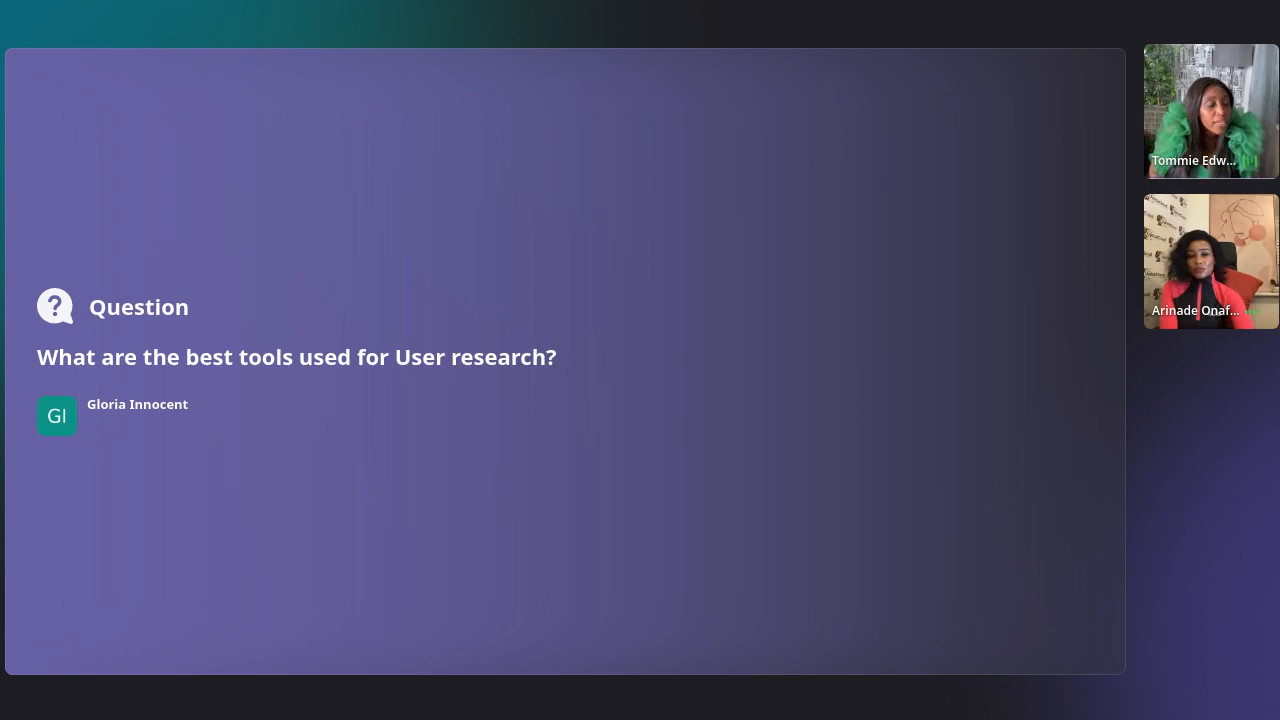 Question
What are the best tools used for User research?
GI
Gloria Innocent
Tommie Edw...
Arinade Onaf...